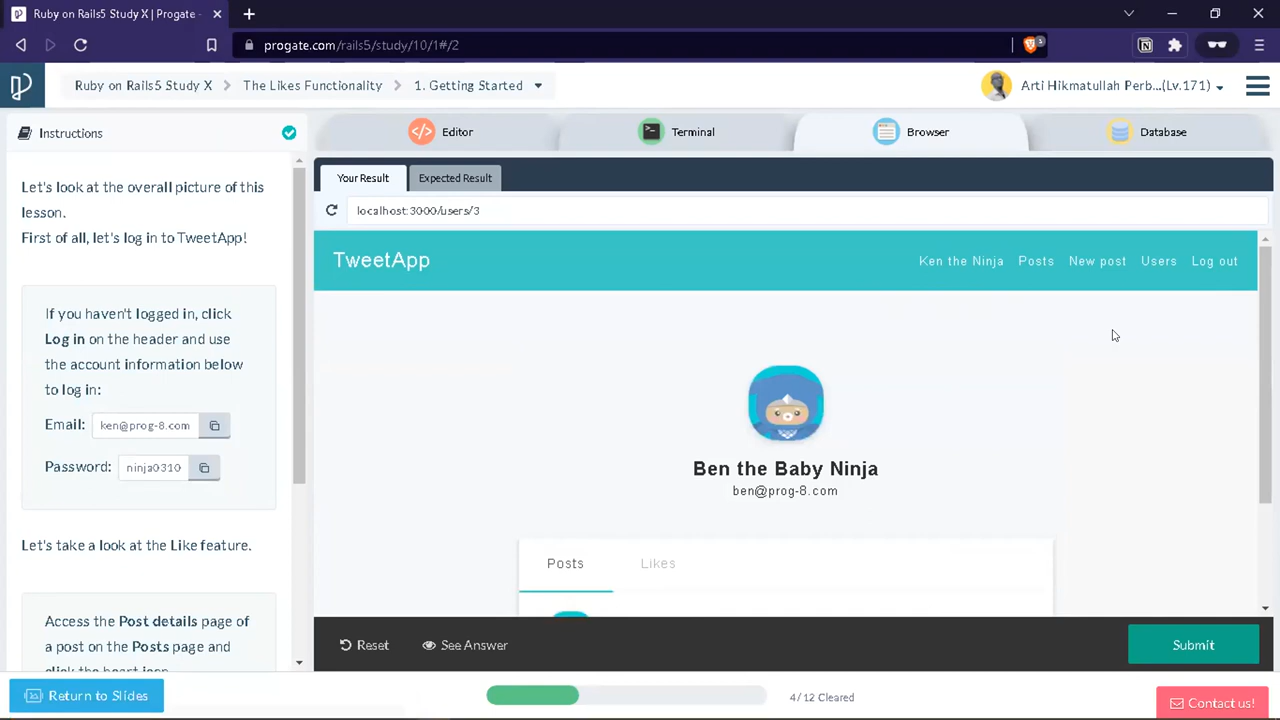 Ruby on Rails5 Study X | Progate -
progate.com/rails5/study/10/1#/2
Ruby on Rails5 Study X
The Likes Functionality
1. Getting Started
Arti Hikmatullah Perb...(Lv.171)
Instructions
Editor
Terminal
Browser
Database
Let's look at the overall picture of this
lesson.
First of all, let's log in to TweetApp!
If you haven't logged in, click
Log in on the header and use
the account information below
to log in:
Email: ken@prog-8.com
Password: ninja0310
Let's take a look at the Like feature.
Access the Post details page of
a post on the Posts page and
click the heart icon
Your Result
Expected Result
localhost:3000/users/3
TweetApp
Ken the Ninja
Posts
New post
Users
Log out
Ben the Baby Ninja
ben@prog-8.com
Posts
Likes
Reset
See Answer
Submit
Return to Slides
4/12 Cleared
Contact us!